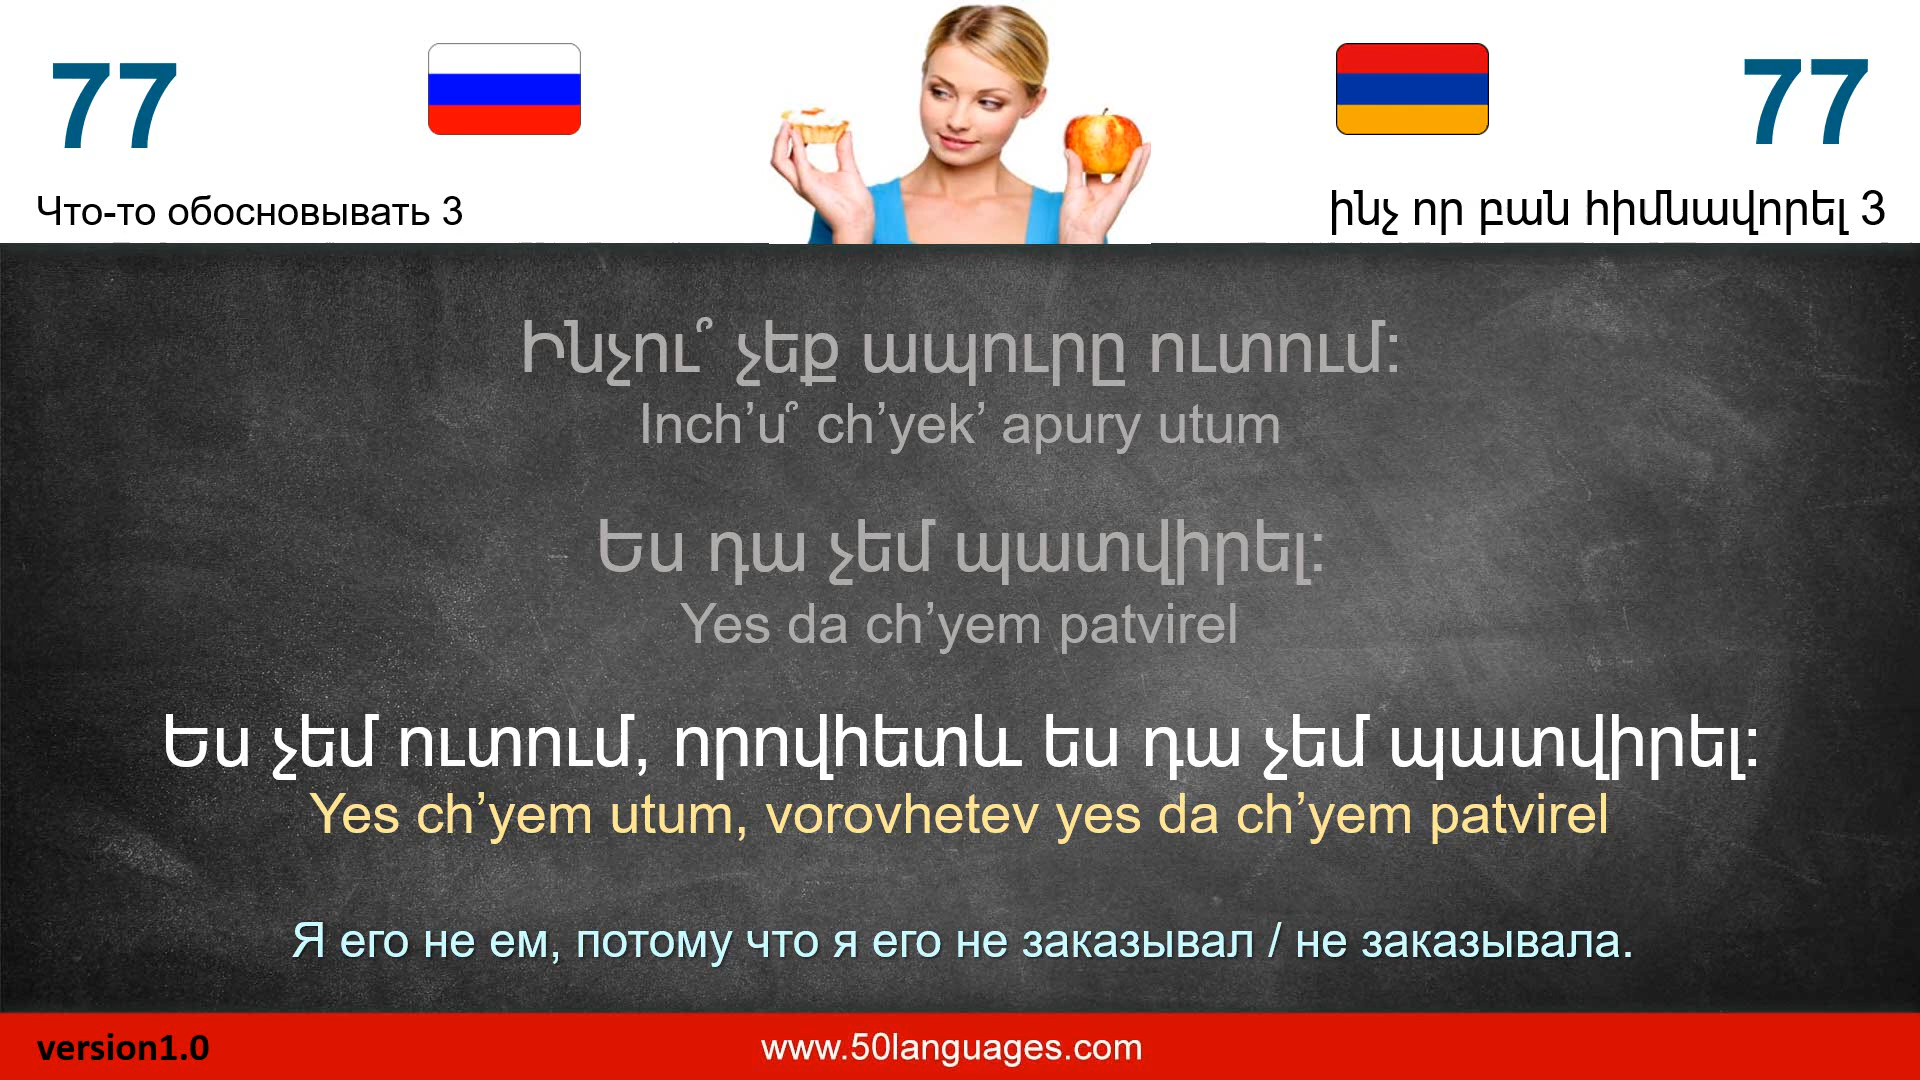 77
77
Что-то обосновывать 3
ինչ որ բան հիմնավորել 3
Ինչու՞ չեք ապուրը ուտում:
Inch’u՞ ch’yek’ apury utum
Ես դա չեմ պատվիրել:
Yes da ch’yem patvirel
Ես չեմ ուտում, որովհետև ես դա չեմ պատվիրել:
Yes ch’yem utum, vorovhetev yes da ch’yem patvirel
Я его не ем, потому что я его не заказывал / не заказывала.
version1.0
www.50languages.com